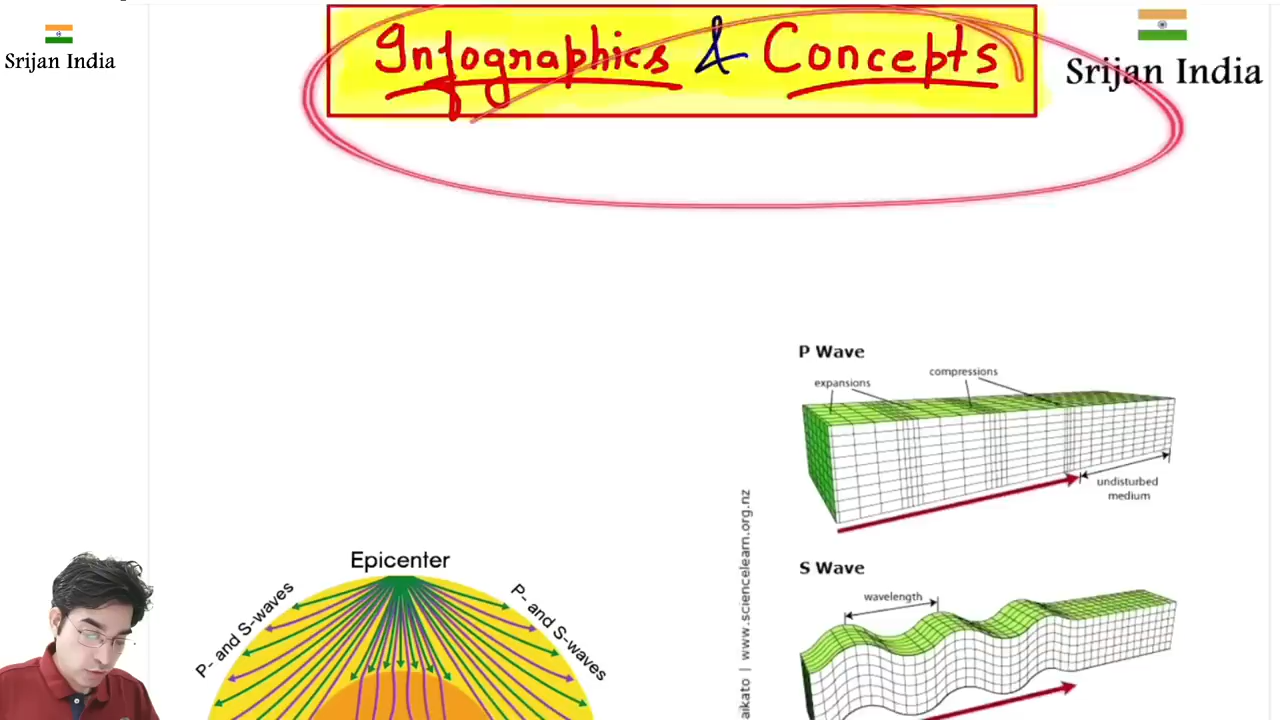 Srijan India
Infographics & Concepts
Srijan India
P Wave
expansions
compressions
undisturbed
medium
S Wave
wavelength
Epicenter
P- and S-waves
P- and S-waves
aikato | www.sciencelearn.org.nz